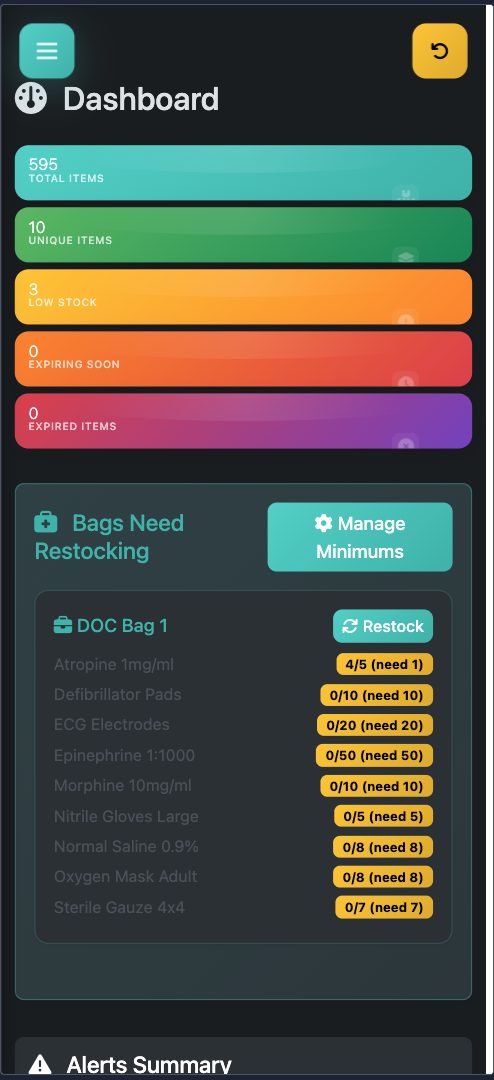 Dashboard
595
TOTAL ITEMS
10
UNIQUE ITEMS
3
LOW STOCK
0
EXPIRING SOON
0
EXPIRED ITEMS
Bags Need
Restocking
Manage
Minimums
DOC Bag 1
Restock
Atropine 1mg/ml 4/5 (need 1)
Defibrillator Pads 0/10 (need 10)
ECG Electrodes 0/20 (need 20)
Epinephrine 1:1000 0/50 (need 50)
Morphine 10mg/ml 0/10 (need 10)
Nitrile Gloves Large 0/5 (need 5)
Normal Saline 0.9% 0/8 (need 8)
Oxygen Mask Adult 0/8 (need 8)
Sterile Gauze 4x4 0/7 (need 7)
Alerts Summary